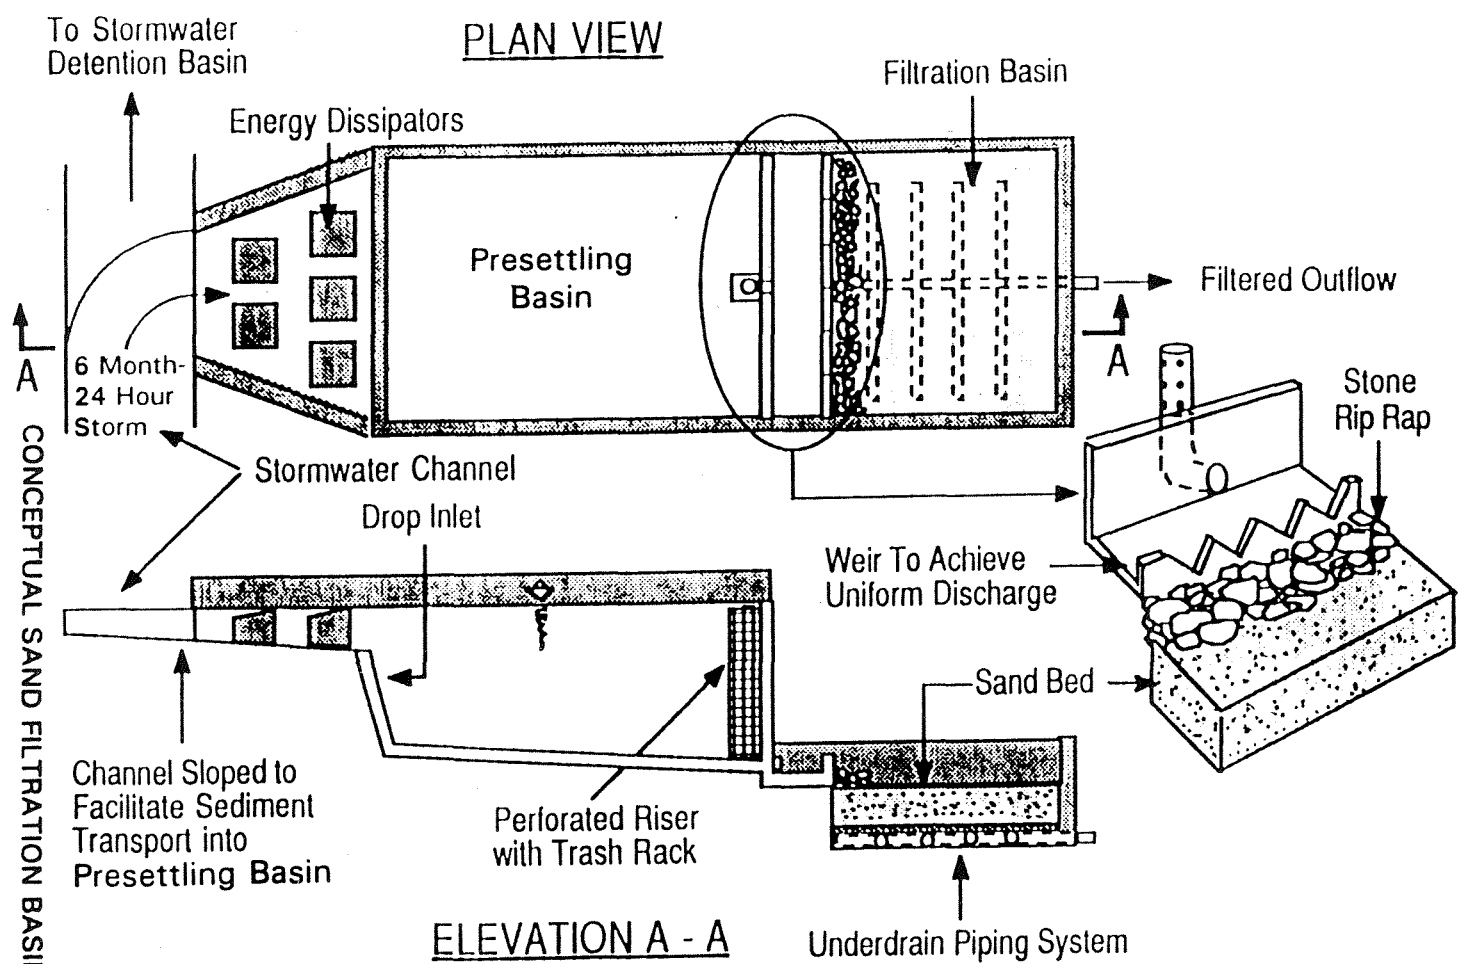 To Stormwater
Detention Basin
PLAN VIEW
Filtration Basin
Energy Dissipators
Presettling
Basin
Filtered Outflow
A
A
6 Month-
24 Hour
Storm
Stone
Rip Rap
Stormwater Channel
Drop Inlet
Weir To Achieve
Uniform Discharge
Sand Bed
Channel Sloped to
Facilitate Sediment
Transport into
Presettling Basin
Perforated Riser
with Trash Rack
ELEVATION A - A
Underdrain Piping System
CONCEPTUAL SAND FILTRATION BASI